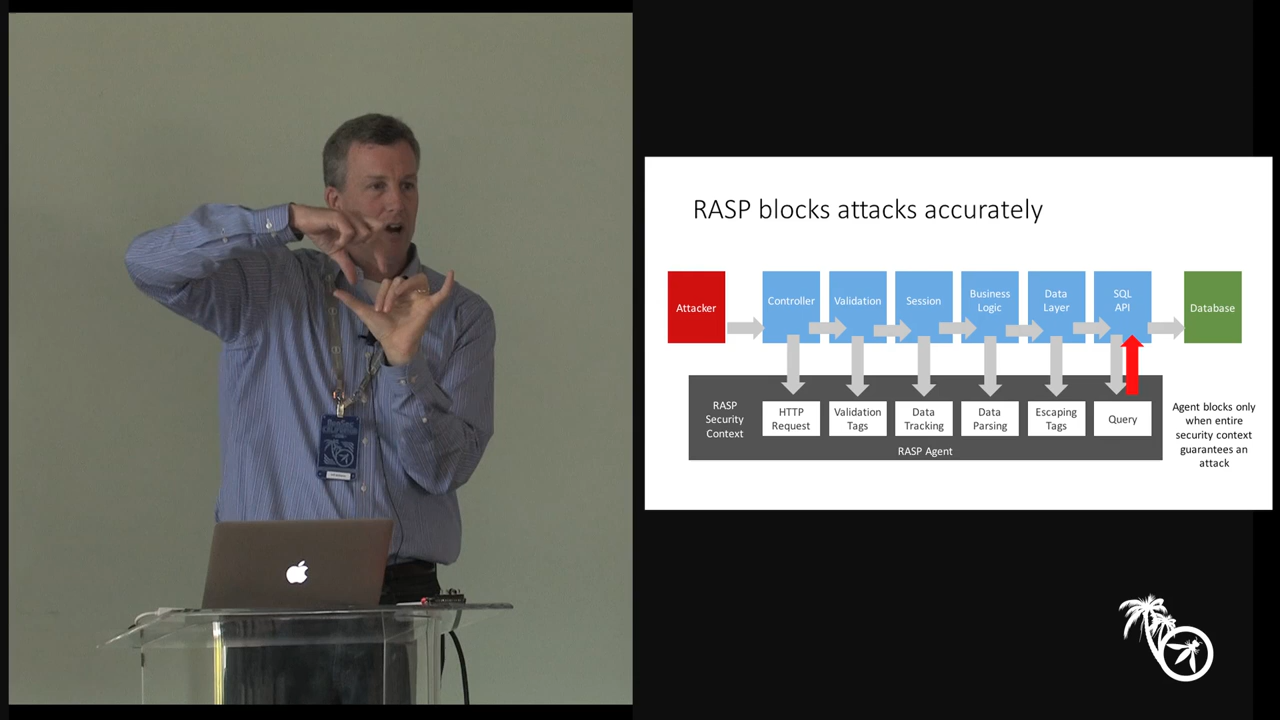 RASP blocks attacks accurately
Attacker
Controller
Validation
Session
Business
Logic
Data
Layer
SQL
API
Database
RASP
Security
Context
HTTP
Request
Validation
Tags
Data
Tracking
Data
Parsing
Escaping
Tags
Query
RASP Agent
Agent blocks only
when entire
security context
guarantees an
attack